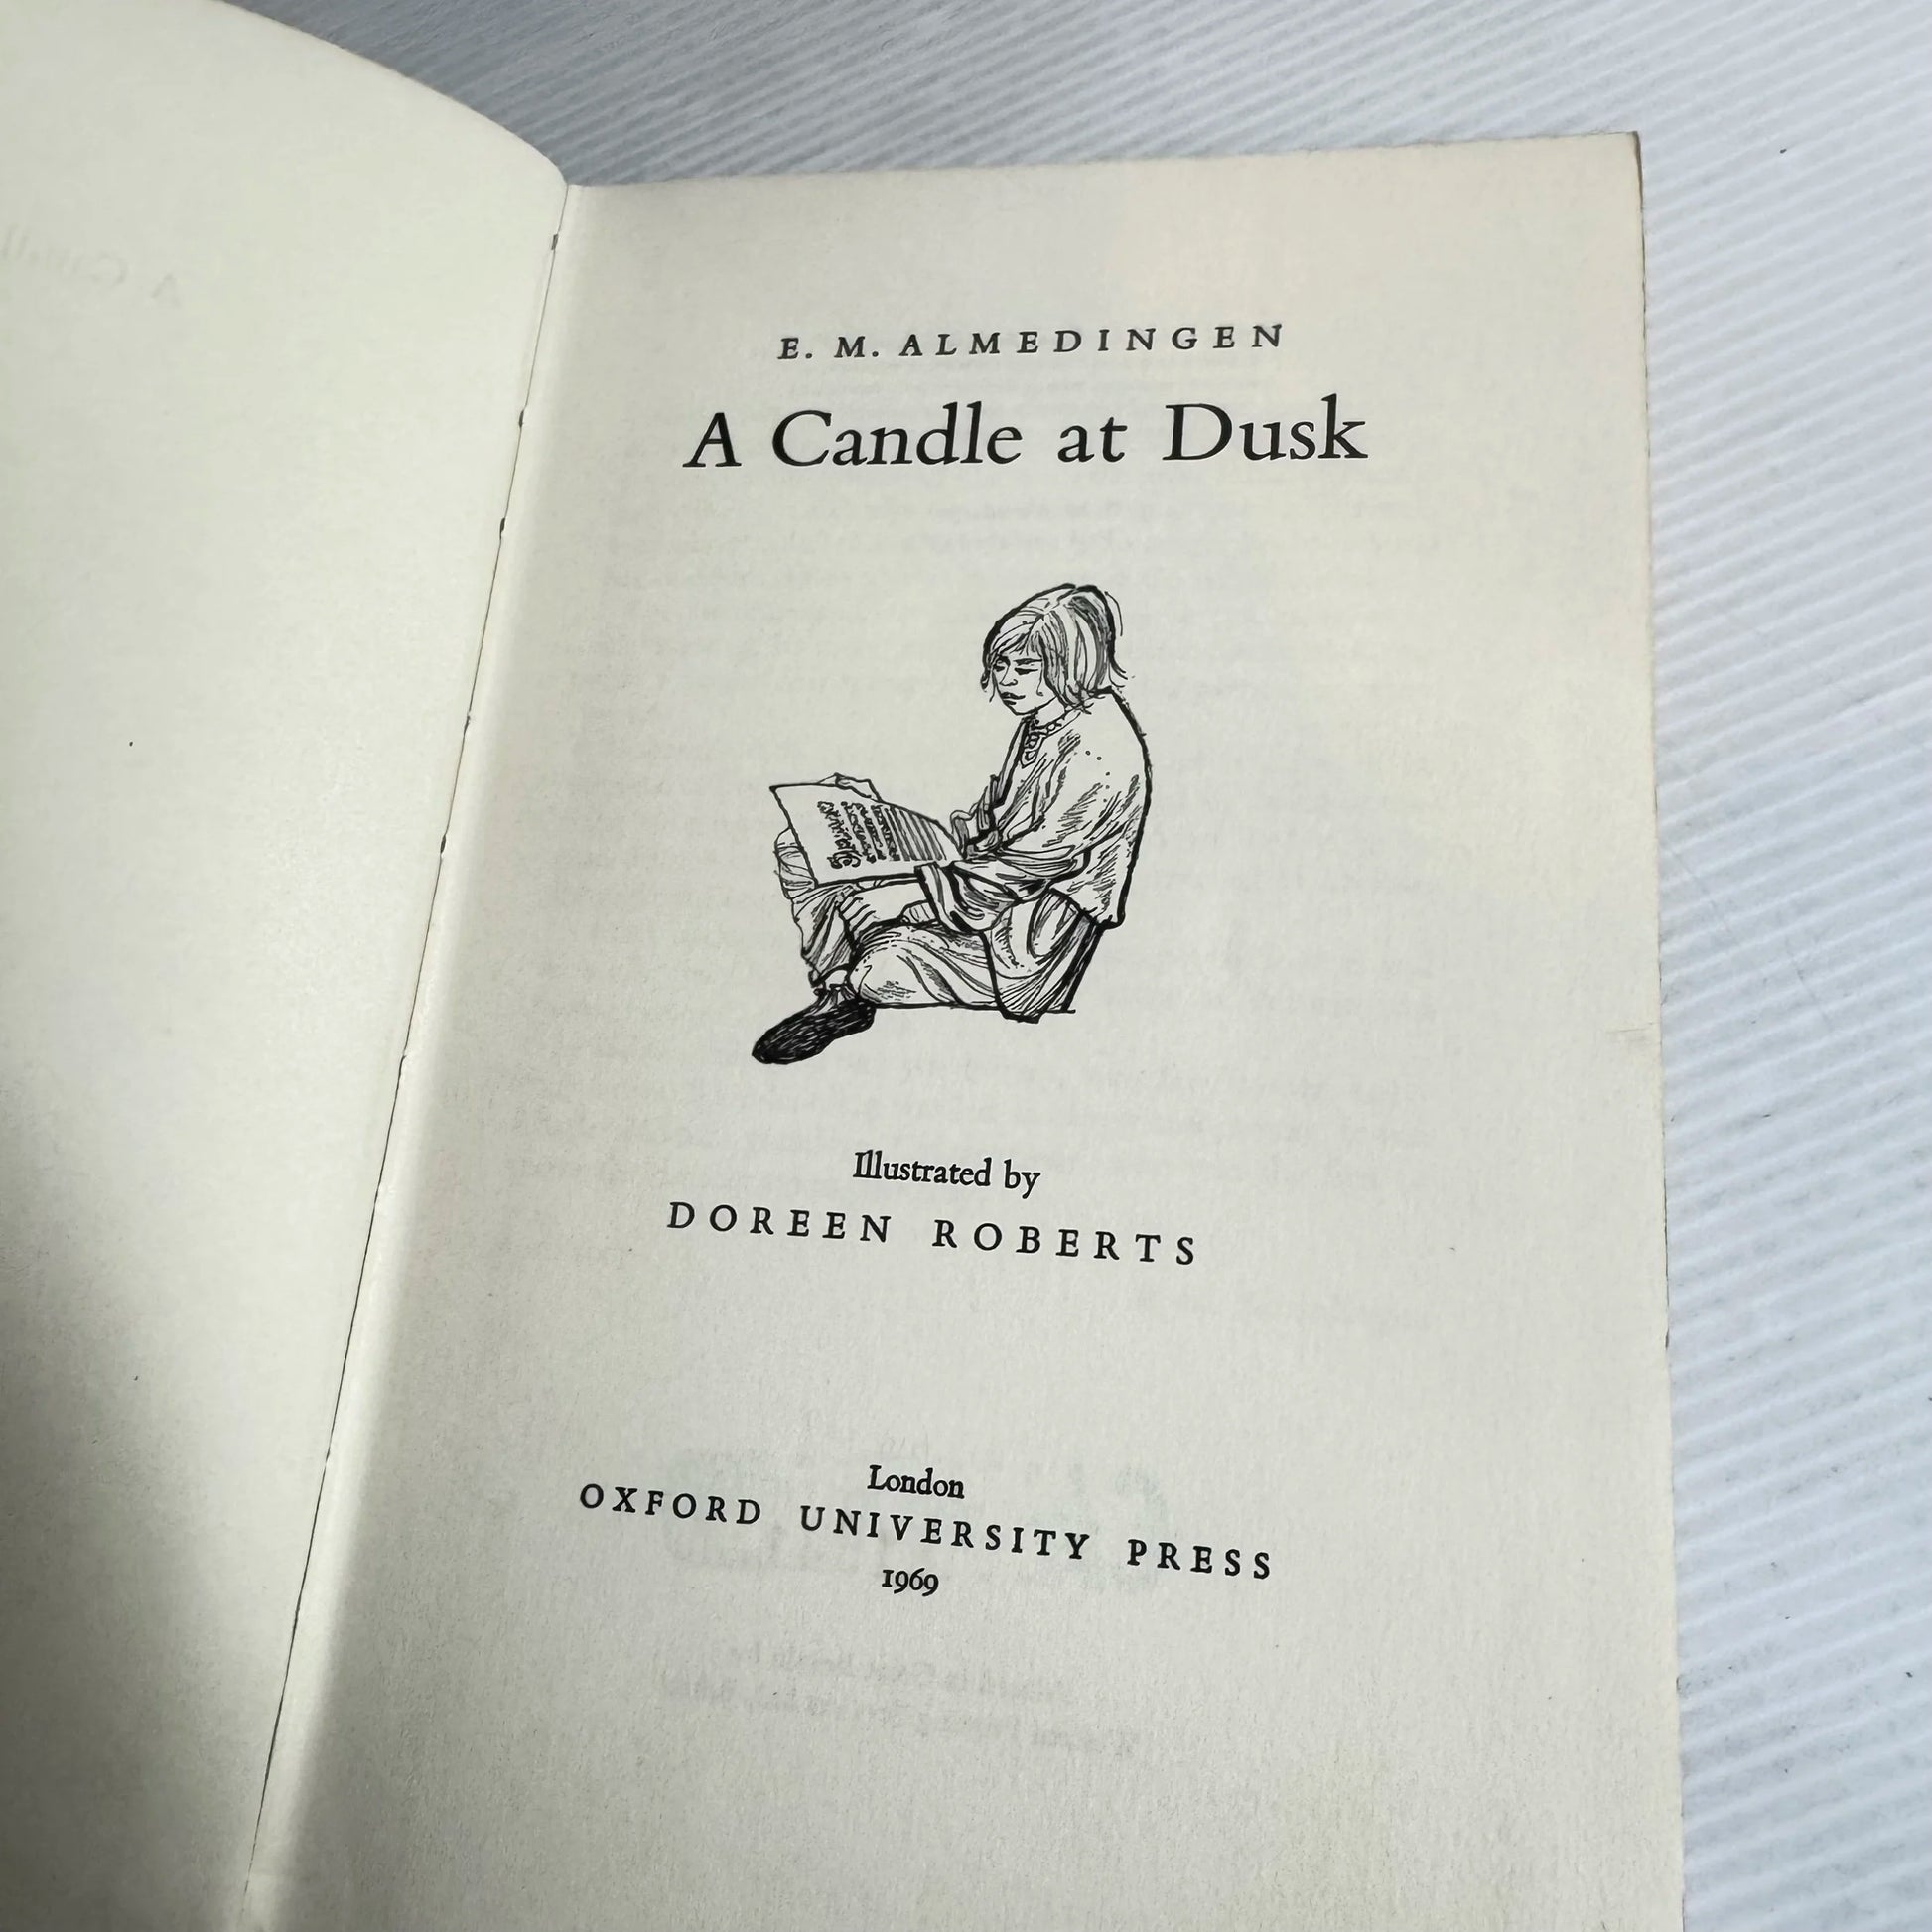 E. M. ALMEDINGEN
A Candle at Dusk
Illustrated by
DOREEN ROBERTS
London
OXFORD UNIVERSITY PRESS
1969